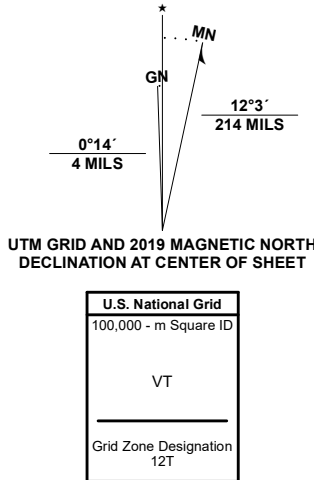 ★
MN
GN
0°14´
4 MILS
12°3´
214 MILS
UTM GRID AND 2019 MAGNETIC NORTH
DECLINATION AT CENTER OF SHEET
U.S. National Grid
100,000 - m Square ID
VT
Grid Zone Designation
12T